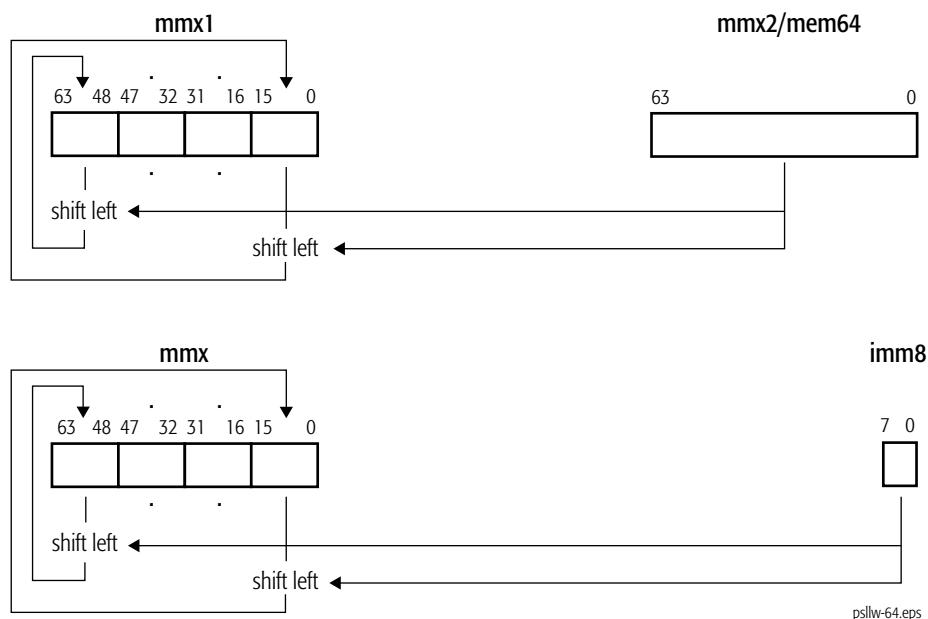 mmx1 mmx2/mem64
. .
63 48 47 32 31 16 15 0 63 0
. .
shift left
shift left
mmx imm8
. .
63 48 47 32 31 16 15 0 7 0
. .
shift left
shift left
psllw-64.eps